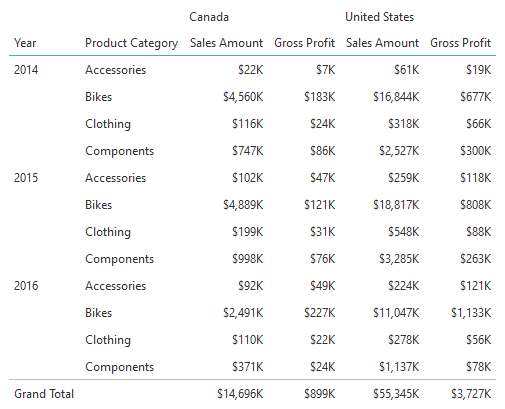 Canada United States
Year Product Category Sales Amount Gross Profit Sales Amount Gross Profit
2014 Accessories $22K $7K $61K $19K
Bikes $4,560K $183K $16,844K $677K
Clothing $116K $24K $318K $66K
Components $747K $86K $2,527K $300K
2015 Accessories $102K $47K $259K $118K
Bikes $4,889K $121K $18,817K $808K
Clothing $199K $31K $548K $88K
Components $998K $76K $3,285K $263K
2016 Accessories $92K $49K $224K $121K
Bikes $2,491K $227K $11,047K $1,133K
Clothing $110K $22K $278K $56K
Components $371K $24K $1,137K $78K
Grand Total $14,696K $899K $55,345K $3,727K